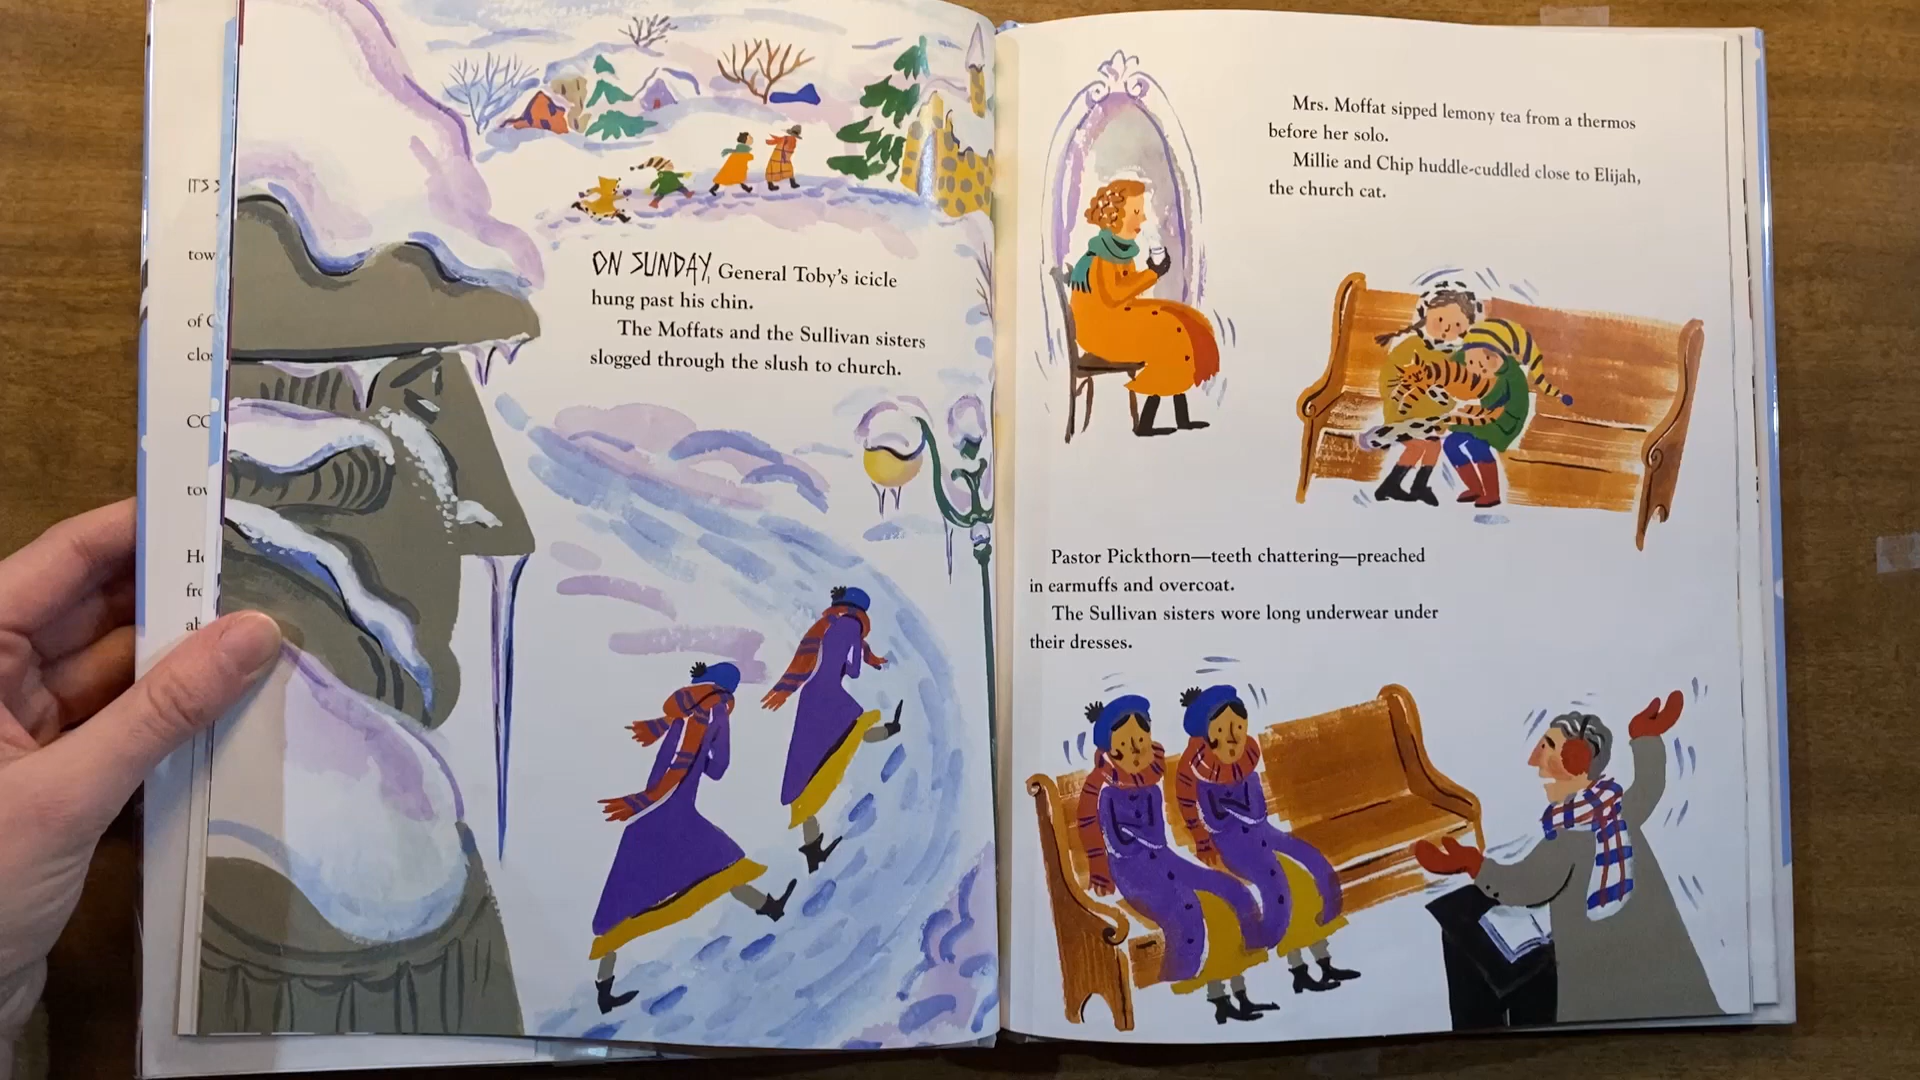 IT'S
of
ON SUNDAY, General Toby's icicle
hung past his chin.
The Moffats and the Sullivan sisters
slogged through the slush to church.
Mrs. Moffat sipped lemony tea from a thermos
before her solo.
Millie and Chip huddle-cuddled close to Elijah,
the church cat.
Pastor Pickthorn—teeth chattering—preached
in earmuffs and overcoat.
The Sullivan sisters wore long underwear under
their dresses.